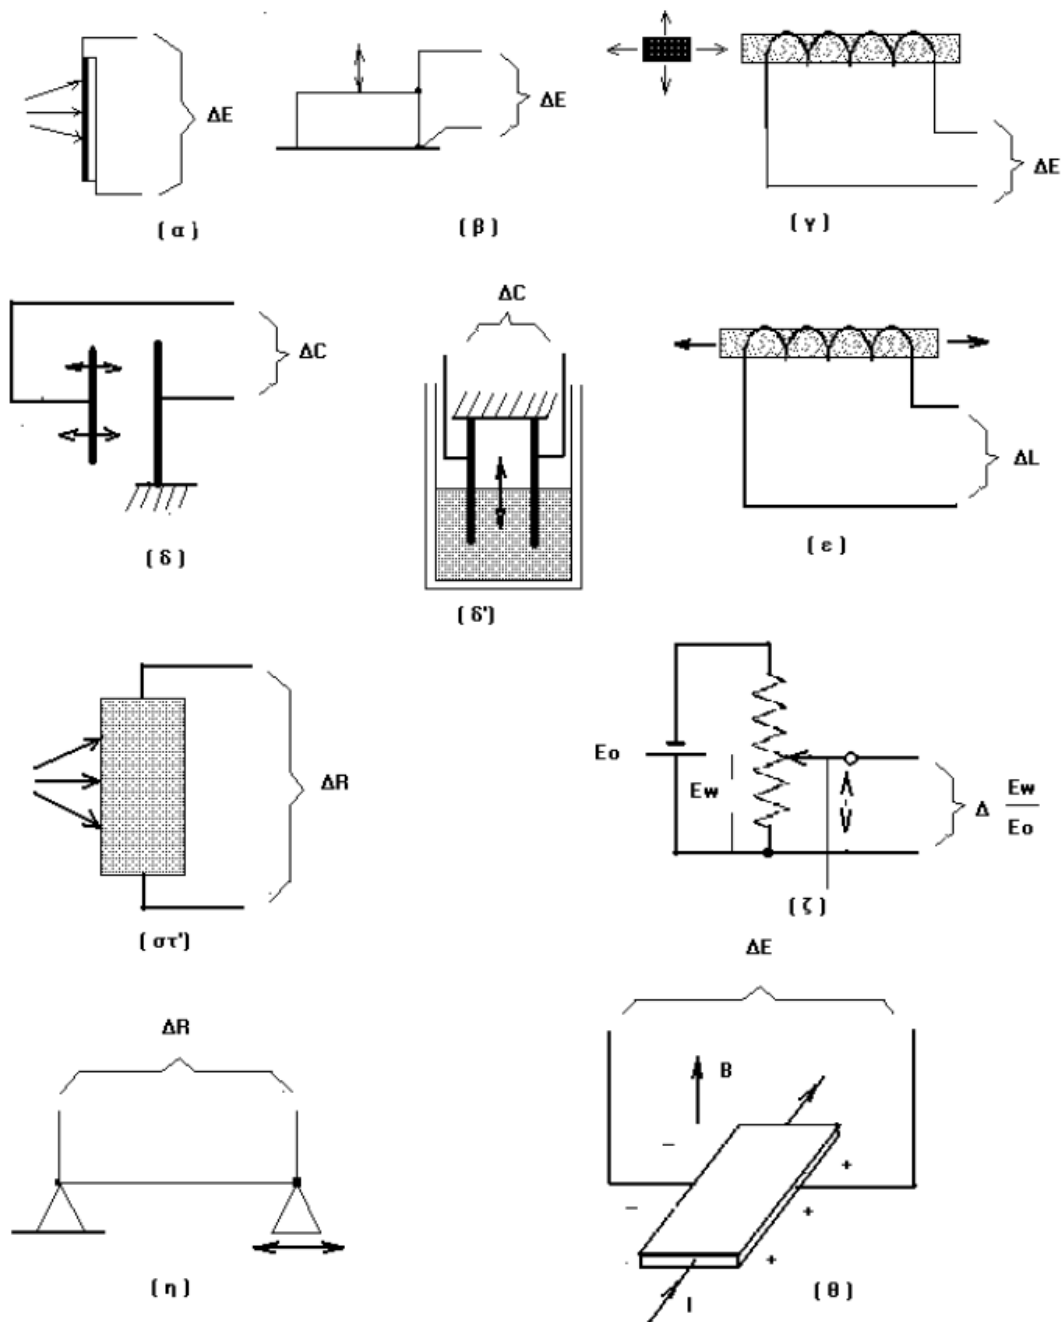 ΔE
ΔE
ΔE
( α )
( β )
( γ )
ΔC
ΔC
ΔL
( δ )
( δ' )
( ε )
ΔR
Eo
Ew
Δ Ew
Eo
( στ' )
( ζ )
ΔE
ΔR
B
−
+
−
+
+
I
( η )
( θ )